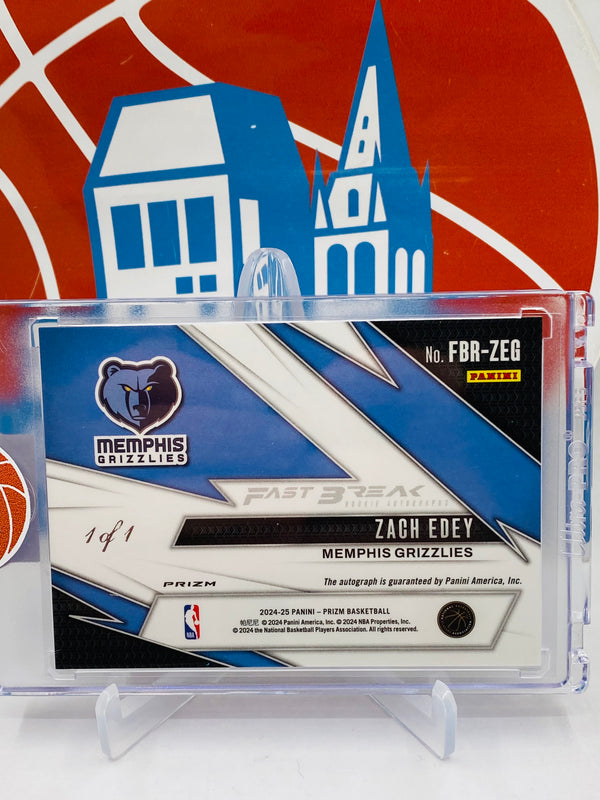 No. FBR-ZEG
PANINI
MEMPHIS
GRIZZLIES
FAST BREAK
ROOKIE AUTOGRAPHS
1 of 1
ZACH EDEY
MEMPHIS GRIZZLIES
PRIZM
The autograph is guaranteed by Panini America, Inc.
2024-25 PANINI – PRIZM BASKETBALL
帕尼尼 © 2024 Panini America, Inc. © 2024 NBA Properties, Inc.
© 2024 the National Basketball Players Association. All rights reserved.
NBA